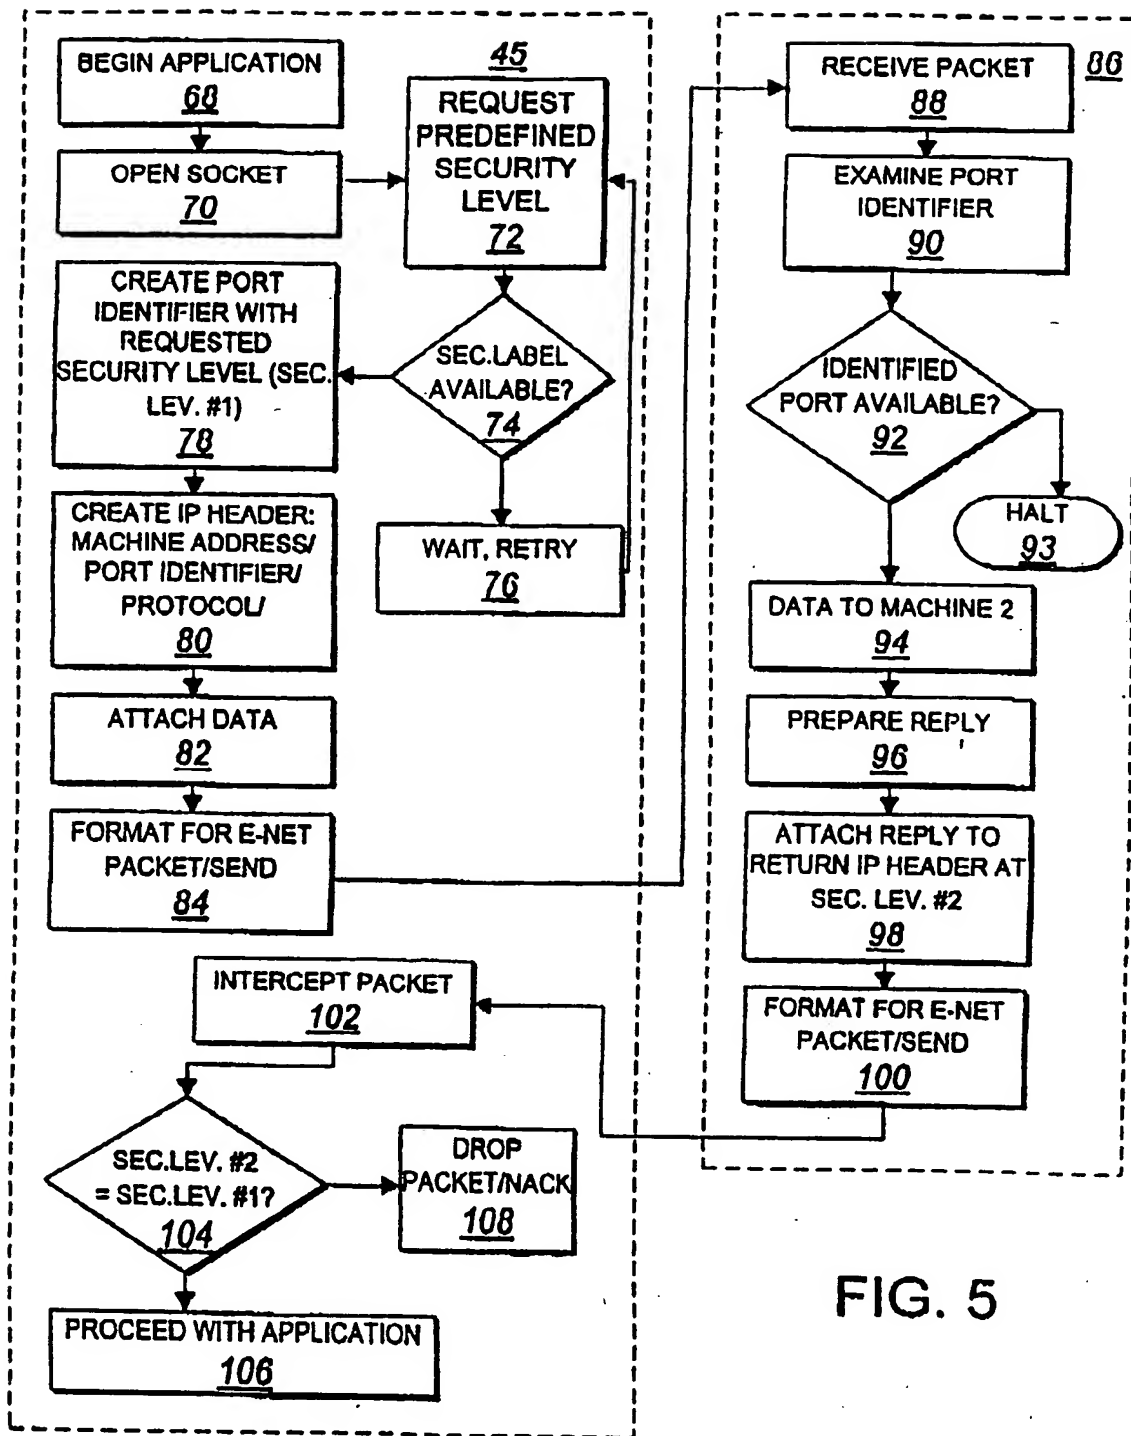 BEGIN APPLICATION
68
OPEN SOCKET
70
45
REQUEST
PREDEFINED
SECURITY
LEVEL
72
SEC.LABEL
AVAILABLE?
74
WAIT, RETRY
76
CREATE PORT
IDENTIFIER WITH
REQUESTED
SECURITY LEVEL (SEC.
LEV. #1)
78
CREATE IP HEADER:
MACHINE ADDRESS/
PORT IDENTIFIER/
PROTOCOL/
80
ATTACH DATA
82
FORMAT FOR E-NET
PACKET/SEND
84
86
RECEIVE PACKET
88
EXAMINE PORT
IDENTIFIER
90
IDENTIFIED
PORT AVAILABLE?
92
HALT
93
DATA TO MACHINE 2
94
PREPARE REPLY
96
ATTACH REPLY TO
RETURN IP HEADER AT
SEC. LEV. #2
98
FORMAT FOR E-NET
PACKET/SEND
100
INTERCEPT PACKET
102
SEC.LEV. #2
= SEC.LEV. #1?
104
DROP
PACKET/NACK
108
PROCEED WITH APPLICATION
106
FIG. 5